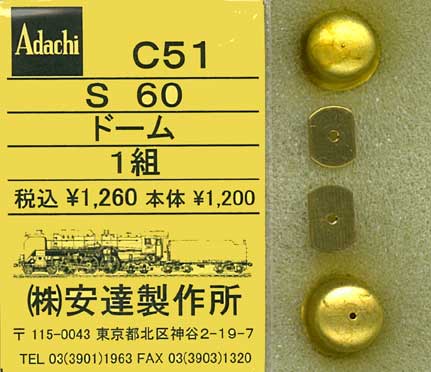 Adachi
C51
S 60
ドーム
1組
税込 ¥1,260 本体 ¥1,200
㈱安達製作所
〒 115-0043 東京都北区神谷2-19-7
TEL 03(3901)1963 FAX 03(3903)1320